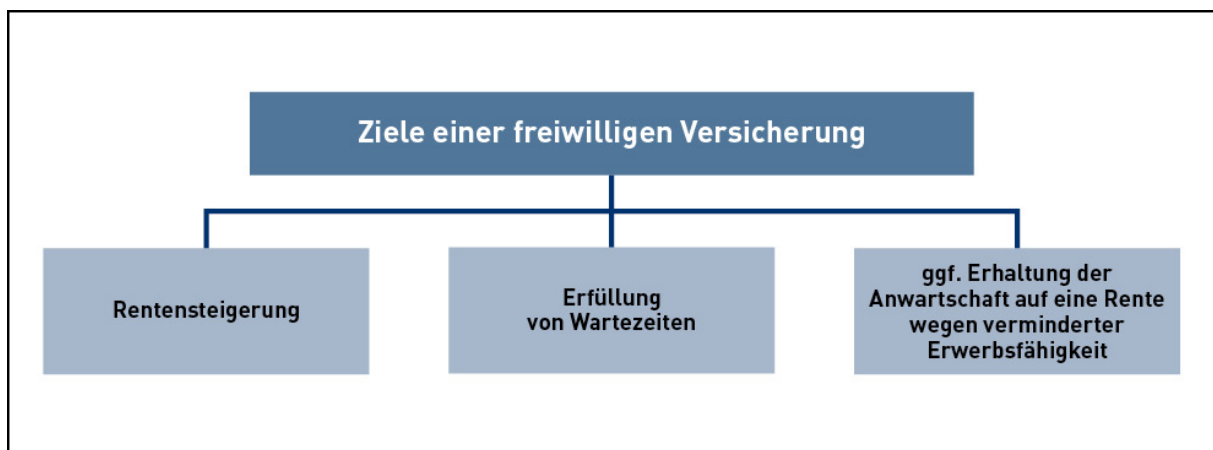 Ziele einer freiwilligen Versicherung
Rentensteigerung
Erfüllung
von Wartezeiten
ggf. Erhaltung der
Anwartschaft auf eine Rente
wegen verminderter
Erwerbsfähigkeit